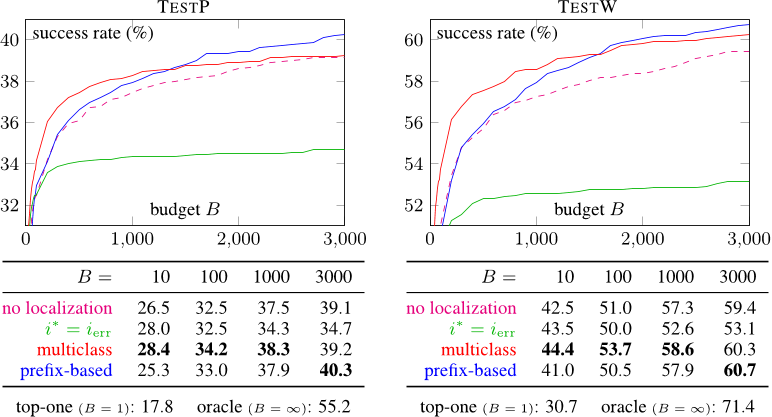 TESTP
success rate (%)
40
38
36
34
32
budget B
0 1,000 2,000 3,000
B = 10 100 1000 3000
no localization 26.5 32.5 37.5 39.1
i* = i_err 28.0 32.5 34.3 34.7
multiclass 28.4 34.2 38.3 39.2
prefix-based 25.3 33.0 37.9 40.3
top-one (B = 1): 17.8 oracle (B = ∞): 55.2
TESTW
success rate (%)
60
58
56
54
52
budget B
0 1,000 2,000 3,000
B = 10 100 1000 3000
no localization 42.5 51.0 57.3 59.4
i* = i_err 43.5 50.0 52.6 53.1
multiclass 44.4 53.7 58.6 60.3
prefix-based 41.0 50.5 57.9 60.7
top-one (B = 1): 30.7 oracle (B = ∞): 71.4